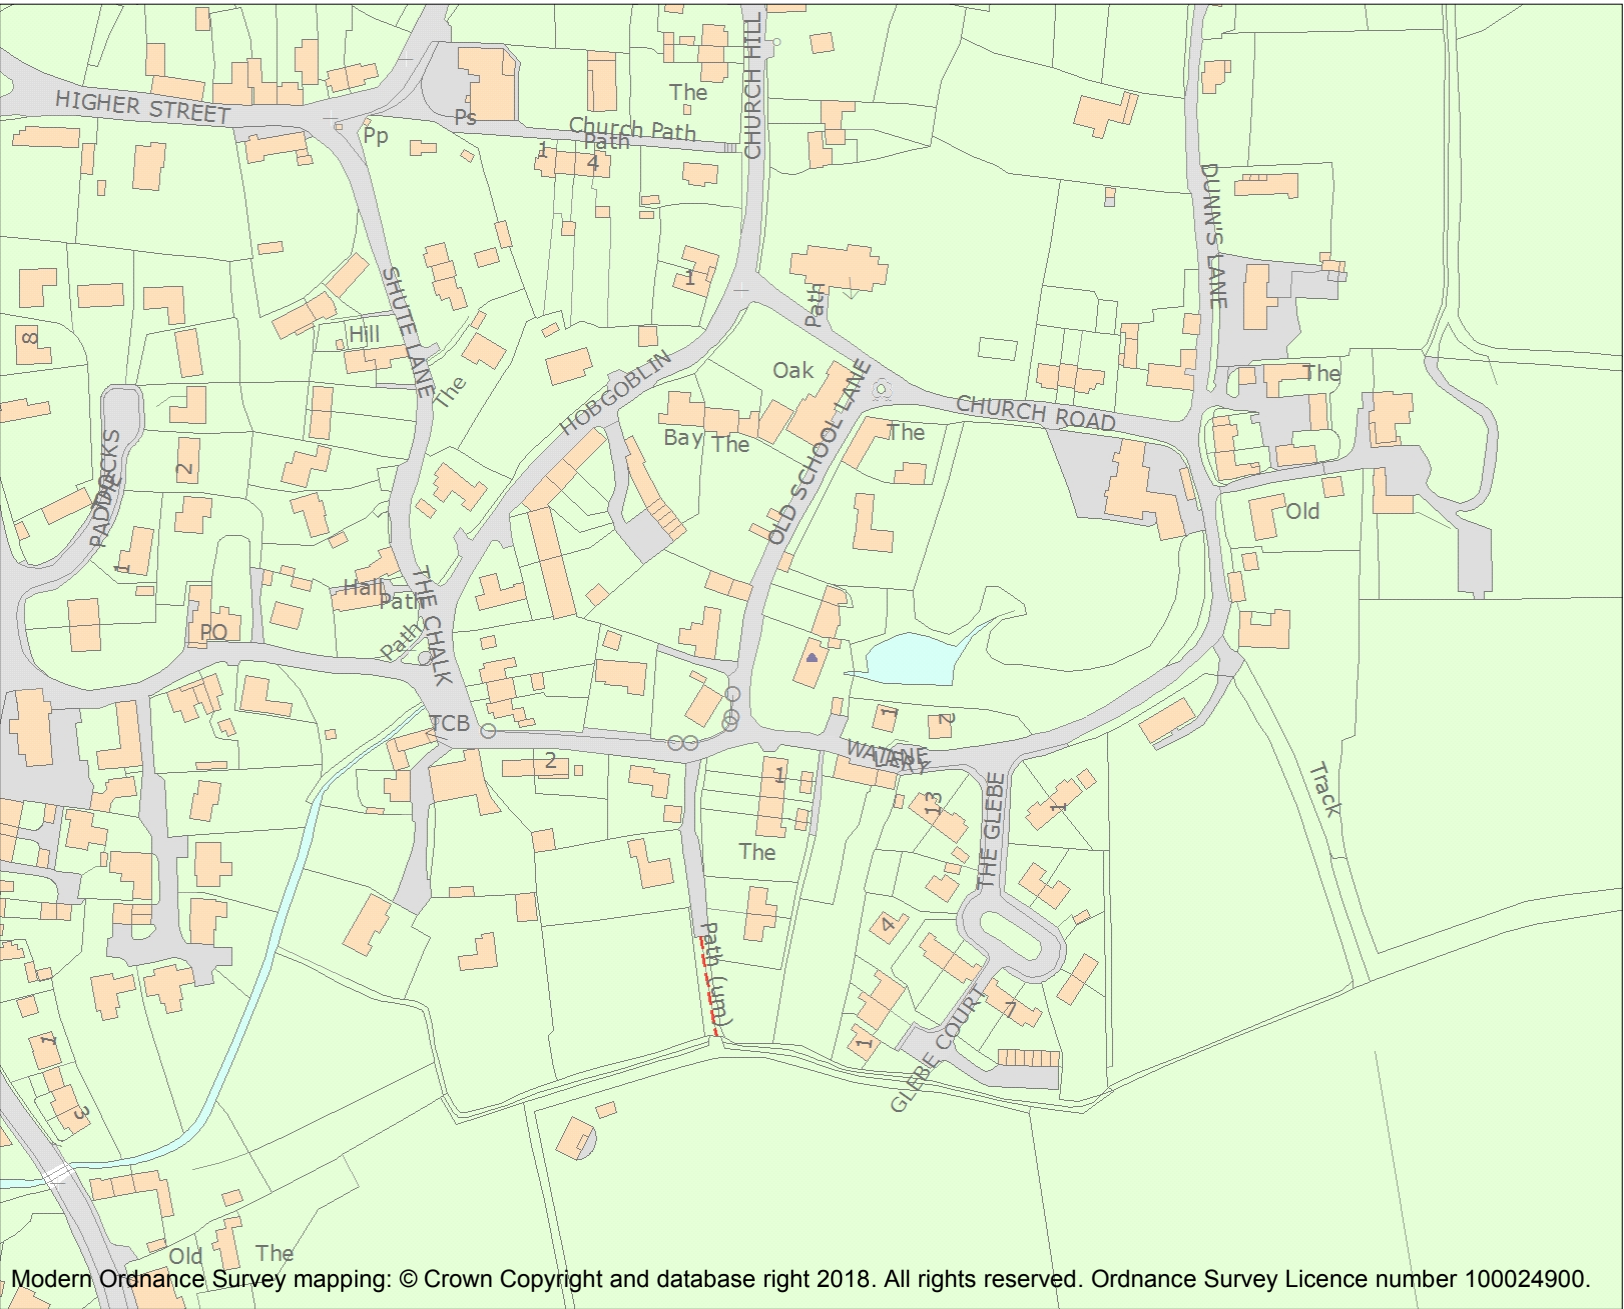 CHURCH HILL
The
HIGHER STREET
Pp
Ps
Church Path
Path
1
4
DUNN'S LANE
SHUTE LANE
1
Path
Hill
8
The
HOBGOBLIN
Oak
The
CHURCH ROAD
Bay
The
The
OLD SCHOOL LANE
PADDOCKS
2
Old
1
Hall
Path
THE CHALK
PO
Path
TCB
1
2
WATERY
LANE
2
1
13
THE GLEBE
1
Track
The
4
Path (um)
7
GLEBE COURT
1
1
3
Old
The
Modern Ordnance Survey mapping: © Crown Copyright and database right 2018. All rights reserved. Ordnance Survey Licence number 100024900.